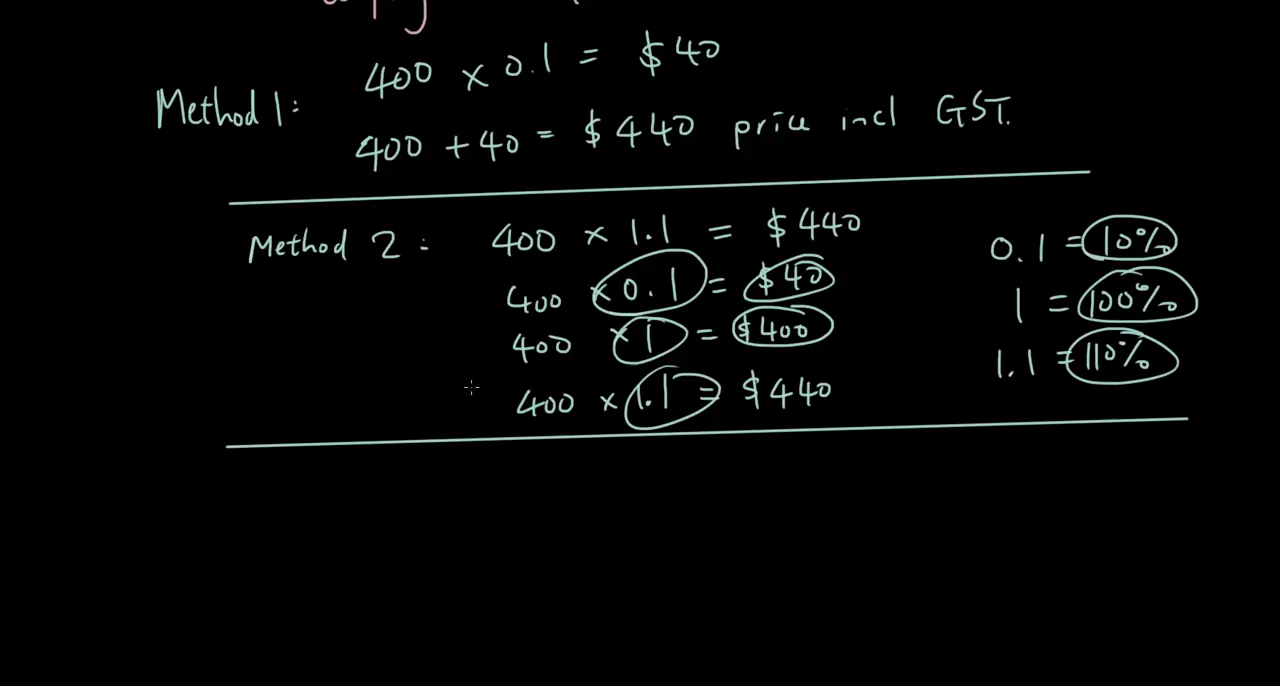 400 × 0.1 = $40
Method 1:
400 + 40 = $440 price incl GST.
Method 2: 400 × 1.1 = $440
0.1 = 10%
400 × 0.1 = $40
1 = 100%
400 × 1 = $400
1.1 = 110%
400 × 1.1 = $440